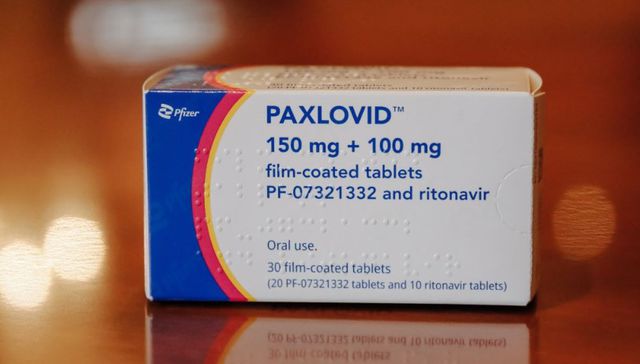 Pfizer
PAXLOVID™
150 mg + 100 mg
film-coated tablets
PF-07321332 and ritonavir
Oral use.
30 film-coated tablets
(20 PF-07321332 tablets and 10 ritonavir tablets)